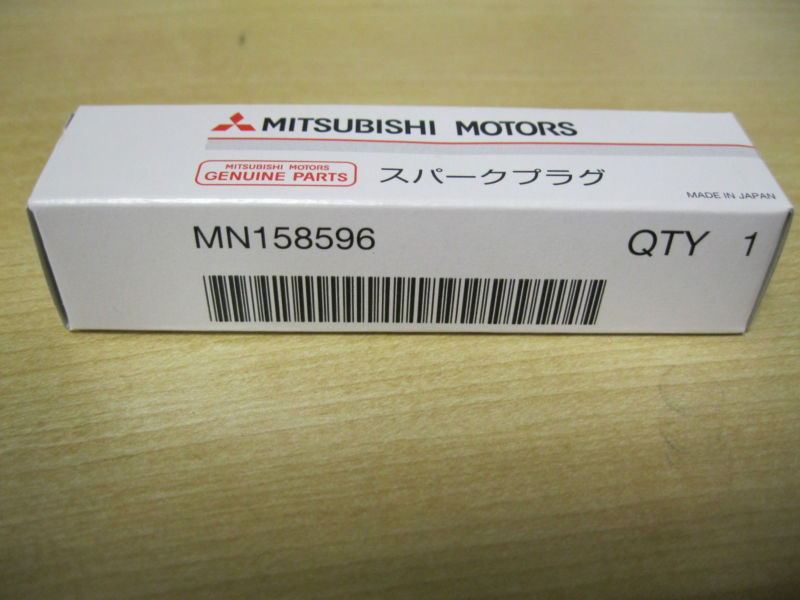 MITSUBISHI MOTORS
MITSUBISHI MOTORS
GENUINE PARTS
スパークプラグ
MADE IN JAPAN
MN158596
QTY 1